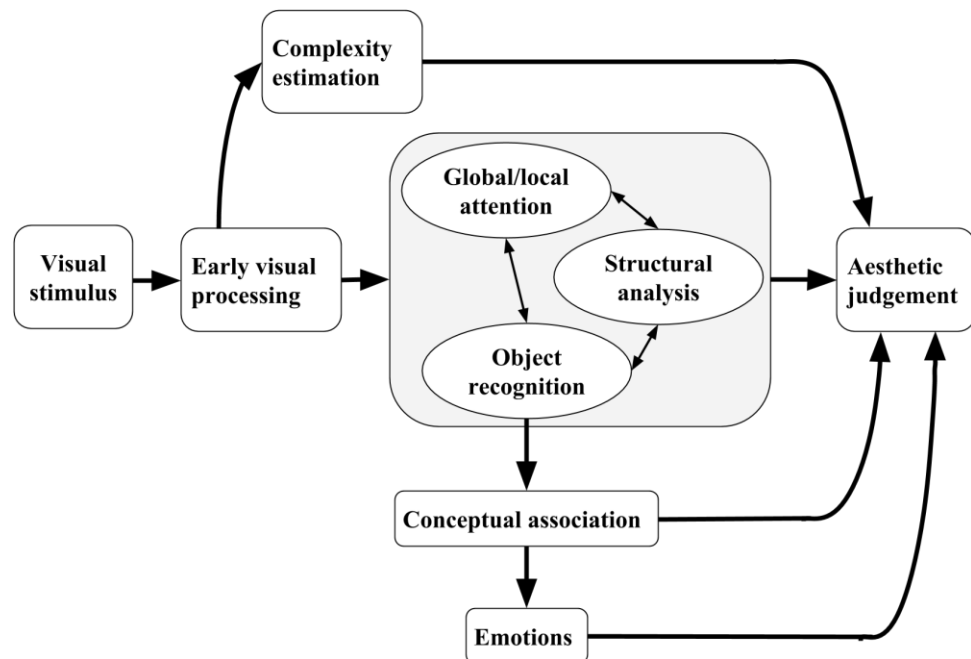 Complexity
estimation
Global/local
attention
Visual
stimulus
Early visual
processing
Structural
analysis
Aesthetic
judgement
Object
recognition
Conceptual association
Emotions